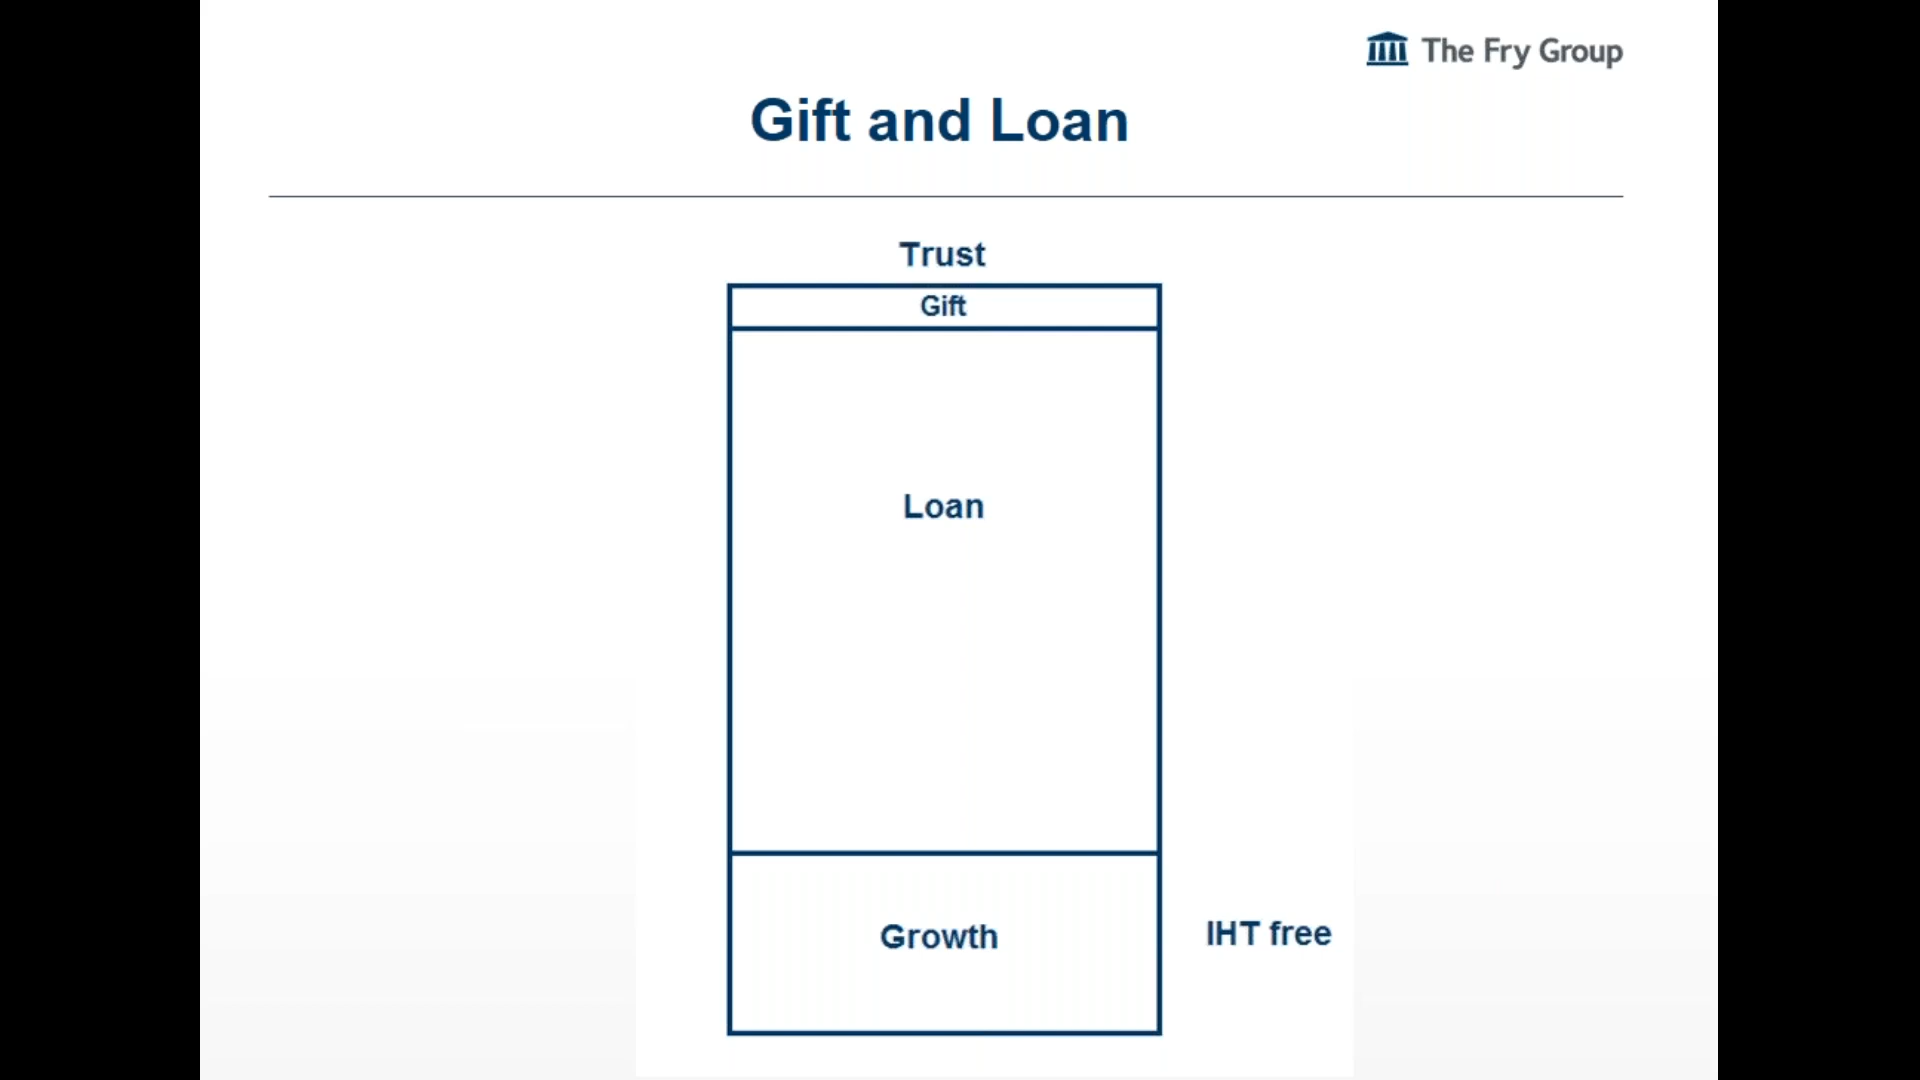 The Fry Group
Gift and Loan
Trust
Gift
Loan
Growth
IHT free